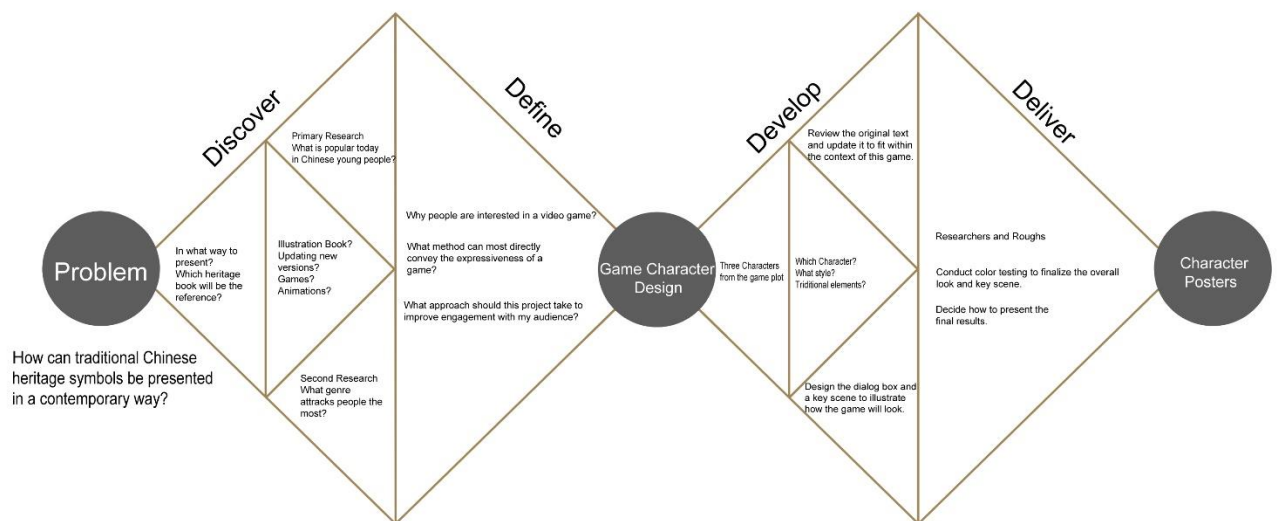 Discover
Define
Develop
Deliver
Problem
How can traditional Chinese
heritage symbols be presented
in a contemporary way?
In what way to
present?
Which heritage
book will be the
reference?
Primary Research
What is popular today
in Chinese young people?
Illustration Book?
Updating new
versions?
Games?
Animations?
Second Research
What genre
attracks people the
most?
Why people are interested in a video game?
What method can most directly
convey the expressiveness of a
game?
What approach should this project take to
improve engagement with my audience?
Game Character
Design
Three Characters
from the game plot
Review the original text
and update it to fit within
the context of this game.
Which Character?
What style?
Triditional elements?
Design the dialog box and
a key scene to illustrate
how the game will look.
Researchers and Roughs
Conduct color testing to finalize the overall
look and key scene.
Decide how to present the
final results.
Character
Posters